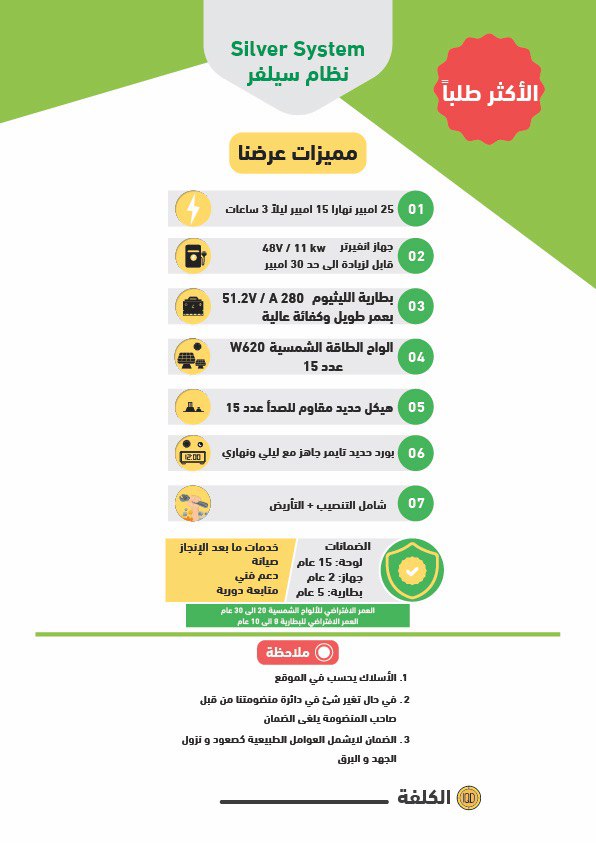 Silver System
نظام سيلفر
الأكثر طلباً
مميزات عرضنا
01 25 امبير نهارا 15 امبير ليلاً 3 ساعات
02 جهاز انفيرتر 48V / 11 kw
قابل لزيادة الى حد 30 امبير
03 بطارية الليثيوم 51.2V / A 280
بعمر طويل وكفائة عالية
04 الواح الطاقة الشمسية W620
عدد 15
05 هيكل حديد مقاوم للصدأ عدد 15
06 بورد حديد تايمر جاهز مع ليلي ونهاري
12:00
07 شامل التنصيب + التأريض
الضمانات
لوحة: 15 عام
جهاز: 2 عام
بطارية: 5 عام
خدمات ما بعد الإنجاز
صيانة
دعم فني
متابعة دورية
العمر الافتراضي للألواح الشمسية 20 الى 30 عام
العمر الافتراضي للبطارية 8 الى 10 عام
ملاحظة
1. الأسلاك يحسب في الموقع
2. في حال تغير شئ في دائرة منضومتنا من قبل
صاحب المنضومة يلغى الضمان
3. الضمان لايشمل العوامل الطبيعية كصعود و نزول
الجهد و البرق
الكلفة
IQD